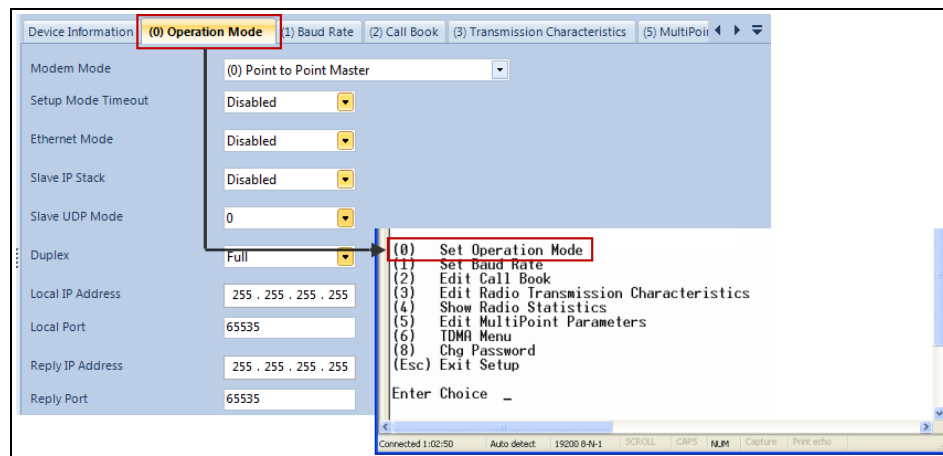 Device Information (0) Operation Mode (1) Baud Rate (2) Call Book (3) Transmission Characteristics (5) MultiPoi
Modem Mode (0) Point to Point Master
Setup Mode Timeout Disabled
Ethernet Mode Disabled
Slave IP Stack Disabled
Slave UDP Mode 0
Duplex Full
Local IP Address 255 . 255 . 255 . 255
Local Port 65535
Reply IP Address 255 . 255 . 255 . 255
Reply Port 65535
(0) Set Operation Mode
(1) Set Baud Rate
(2) Edit Call Book
(3) Edit Radio Transmission Characteristics
(4) Show Radio Statistics
(5) Edit MultiPoint Parameters
(6) TDMA Menu
(8) Chg Password
(Esc) Exit Setup
Enter Choice _
Connected 1:02:50 Auto detect 19200 8-N-1 SCROLL CAPS NUM Capture Print echo